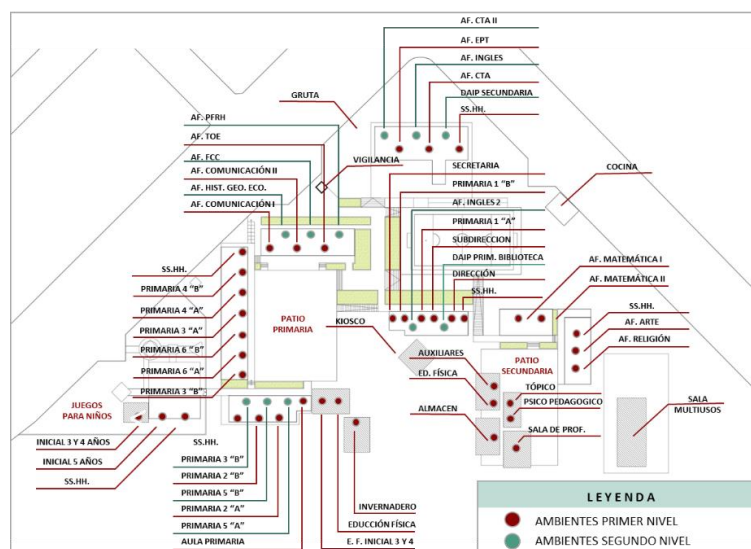 AF. CTA II
AF. EPT
AF. INGLES
AF. CTA
DAIP SECUNDARIA
SS.HH.
GRUTA
AF. PFRH
AF. TOE
AF. FCC
AF. COMUNICACIÓN II
AF. HIST. GEO. ECO.
AF. COMUNICACIÓN I
VIGILANCIA
SECRETARIA
PRIMARIA 1 "B"
AF. INGLES 2
PRIMARIA 1 "A"
SUBDIRECCION
DAIP PRIM. BIBLIOTECA
DIRECCIÓN
SS.HH.
COCINA
AF. MATEMÁTICA I
AF. MATEMÁTICA II
SS.HH.
AF. ARTE
AF. RELIGIÓN
SS.HH.
PRIMARIA 4 "B"
PRIMARIA 4 "A"
PRIMARIA 3 "A"
PRIMARIA 6 "B"
PRIMARIA 6 "A"
PRIMARIA 3 "B"
PATIO
PRIMARIA
KIOSCO
PATIO
SECUNDARIA
AUXILIARES
ED. FÍSICA
ALMACEN
TÓPICO
PSICO PEDAGOGICO
SALA DE PROF.
SALA
MULTIUSOS
JUEGOS
PARA NIÑOS
INICIAL 3 Y 4 AÑOS
INICIAL 5 AÑOS
SS.HH.
SS.HH.
PRIMARIA 3 "B"
PRIMARIA 2 "B"
PRIMARIA 5 "B"
PRIMARIA 2 "A"
PRIMARIA 5 "A"
AULA PRIMARIA
INVERNADERO
EDUCCIÓN FÍSICA
E. F. INICIAL 3 Y 4
LEYENDA
AMBIENTES PRIMER NIVEL
AMBIENTES SEGUNDO NIVEL